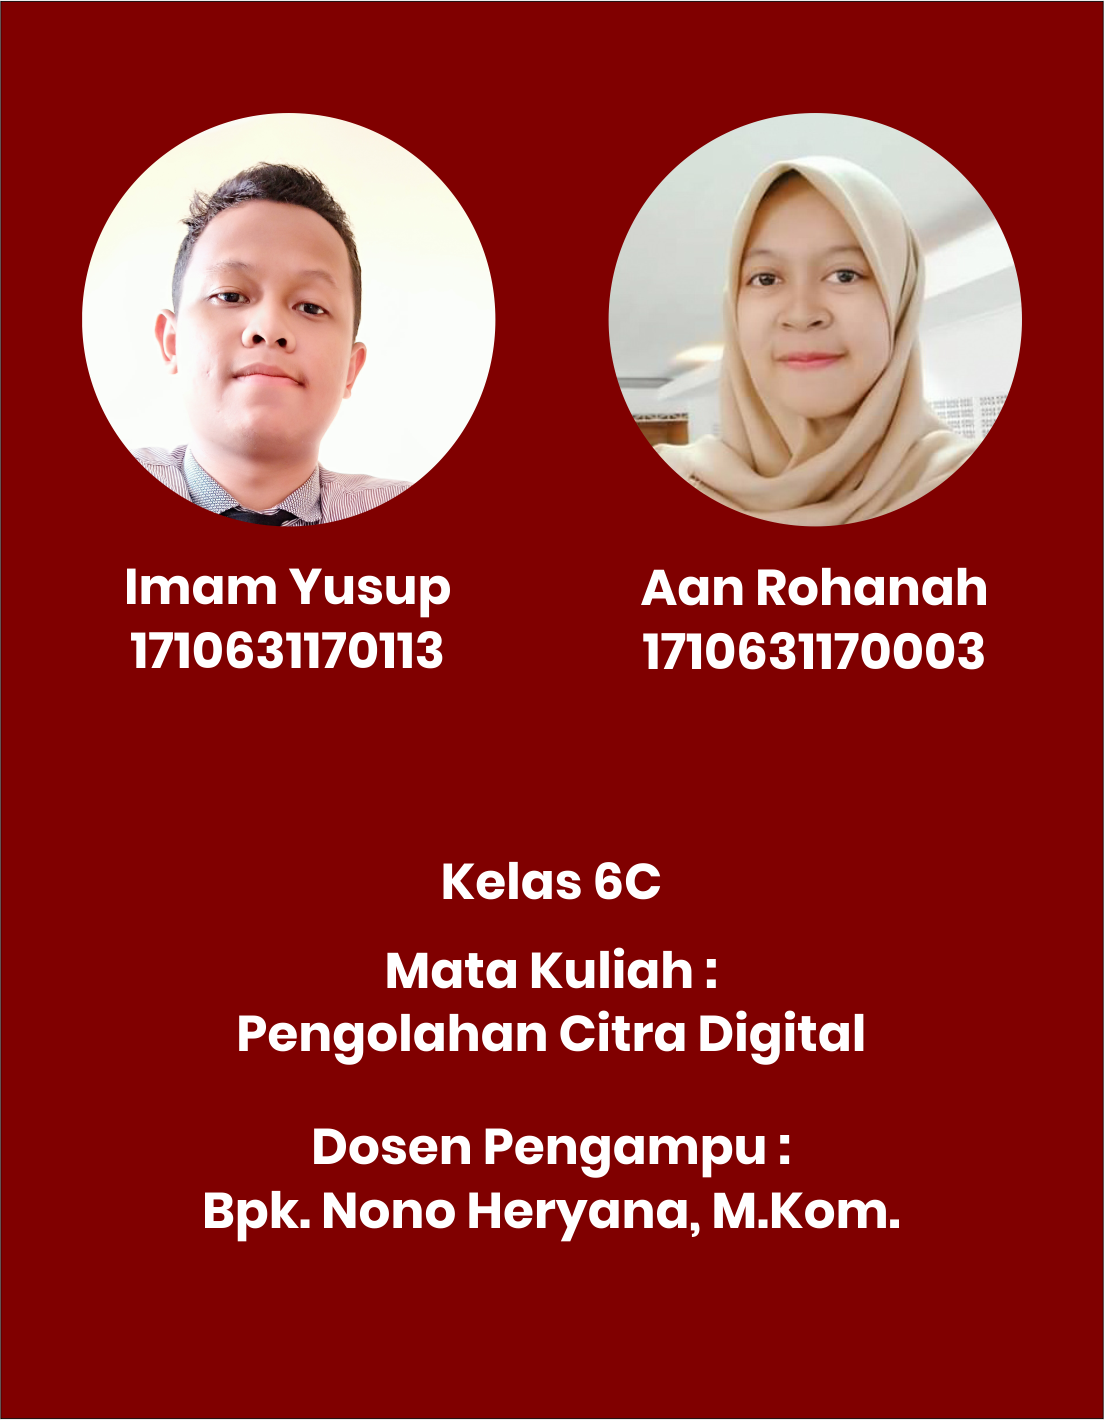 Imam Yusup
1710631170113
Aan Rohanah
1710631170003
Kelas 6C
Mata Kuliah :
Pengolahan Citra Digital
Dosen Pengampu :
Bpk. Nono Heryana, M.Kom.